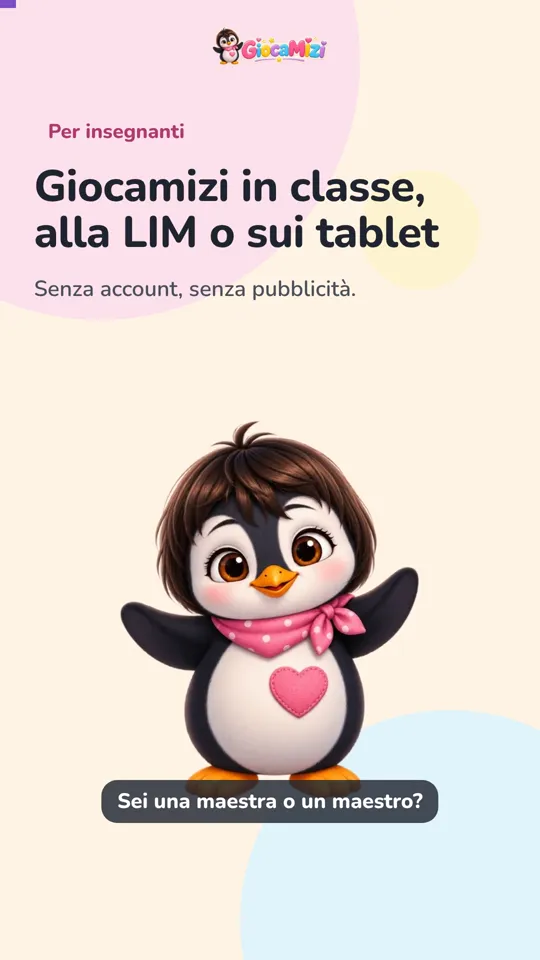 GiocaMizi
Per insegnanti
Giocamizi in classe,
alla LIM o sui tablet
Senza account, senza pubblicità.
Sei una maestra o un maestro?